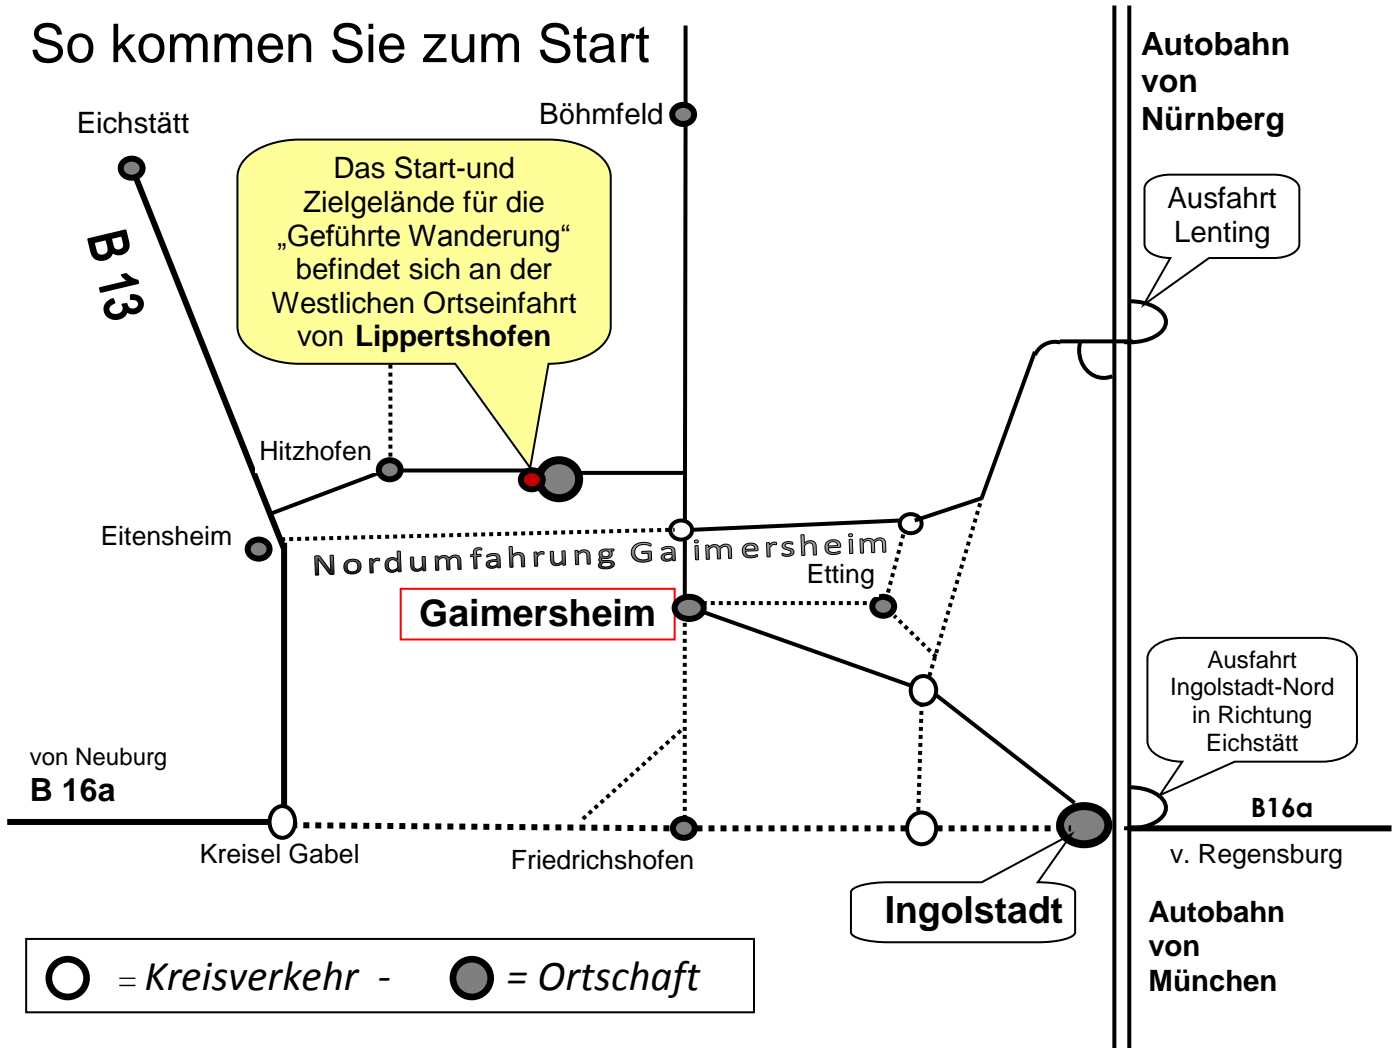 So kommen Sie zum Start
Autobahn
von
Nürnberg
Eichstätt
Böhmfeld
Das Start-und
Zielgelände für die
„Geführte Wanderung“
befindet sich an der
Westlichen Ortseinfahrt
von Lippertshofen
B 13
Ausfahrt
Lenting
Hitzhofen
Eitensheim
Nordumfahrung Gaimersheim
Etting
Gaimersheim
Ausfahrt
Ingolstadt-Nord
in Richtung
Eichstätt
von Neuburg
B 16a
B16a
Kreisel Gabel
Friedrichshofen
v. Regensburg
Ingolstadt
Autobahn
von
München
= Kreisverkehr - = Ortschaft